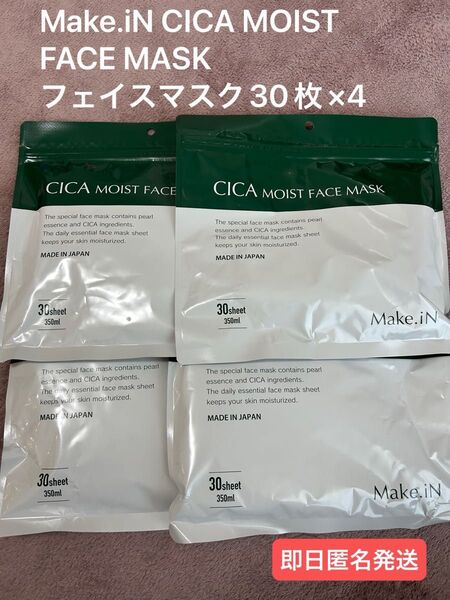 Make.iN CICA MOIST
FACE MASK
フェイスマスク30枚×4
CICA MOIST FACE
The special face mask contains pearl
essence and CICA ingredients.
The daily essential face mask sheet
keeps your skin moisturized.
MADE IN JAPAN
30sheet
350ml
CICA MOIST FACE MASK
The special face mask contains pearl
essence and CICA ingredients.
The daily essential face mask sheet
keeps your skin moisturized.
MADE IN JAPAN
30sheet
350ml
Make.iN
The special face mask contains pearl
essence and CICA ingredients.
The daily essential face mask sheet
keeps your skin moisturized.
MADE IN JAPAN
30sheet
350ml
The special face mask contains pearl
essence and CICA ingredients.
The daily essential face mask sheet
keeps your skin moisturized.
MADE IN JAPAN
30sheet
350ml
Make.iN
即日匿名発送